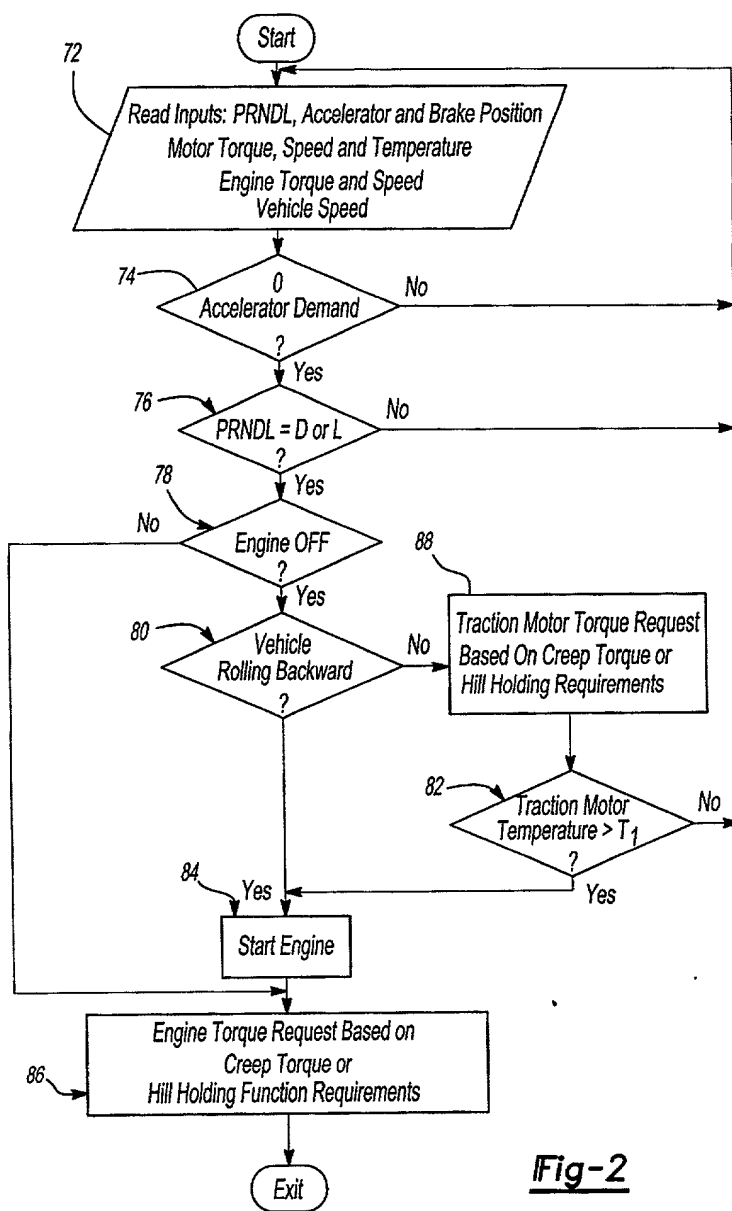 Start
72
Read Inputs: PRNDL, Accelerator and Brake Position
Motor Torque, Speed and Temperature
Engine Torque and Speed
Vehicle Speed
74
0
Accelerator Demand
?
No
Yes
76
PRNDL = D or L
?
No
Yes
78
No
Engine OFF
?
Yes
88
80
Vehicle
Rolling Backward
?
No
Traction Motor Torque Request
Based On Creep Torque or
Hill Holding Requirements
82
Traction Motor
Temperature > T1
?
No
Yes
84
Yes
Start Engine
Engine Torque Request Based on
Creep Torque or
Hill Holding Function Requirements
86
Exit
Fig-2